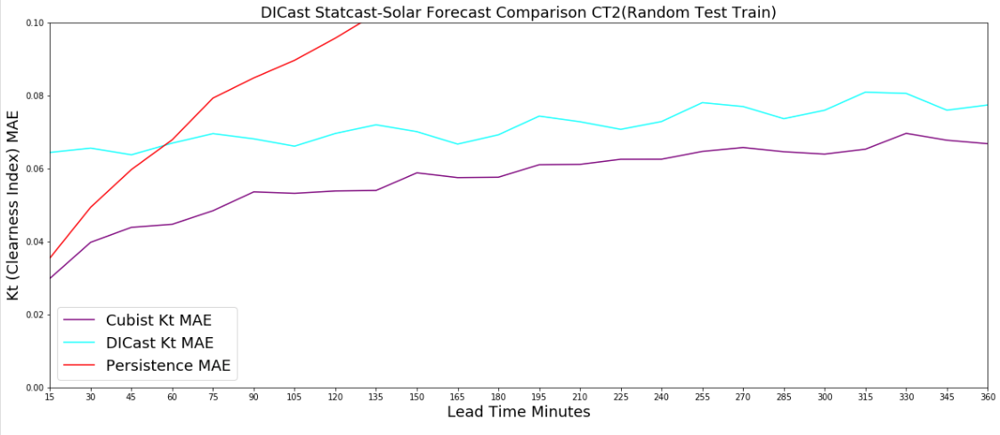 DICast Statcast-Solar Forecast Comparison CT2(Random Test Train)
Kt (Clearness Index) MAE
0.10
0.08
0.06
0.04
0.02
0.00
Cubist Kt MAE
DICast Kt MAE
Persistence MAE
15 30 45 60 75 90 105 120 135 150 165 180 195 210 225 240 255 270 285 300 315 330 345 360
Lead Time Minutes